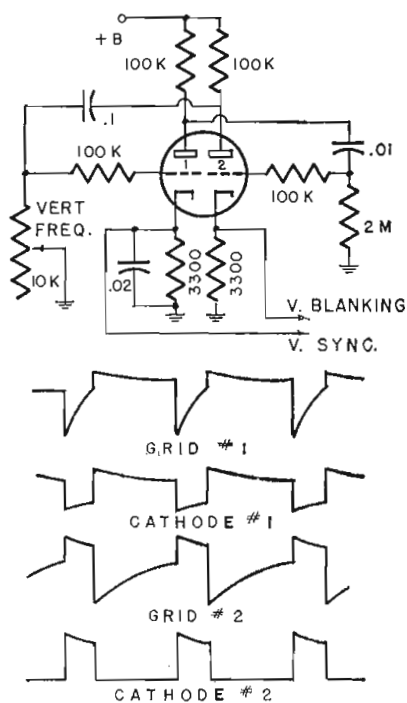 +B
100K 100K
.1
1 2
.01
100K
100K
VERT
FREQ.
10K
2M
.02
3300
3300
V. BLANKING
V. SYNC.
GRID #1
CATHODE #1
GRID #2
CATHODE #2